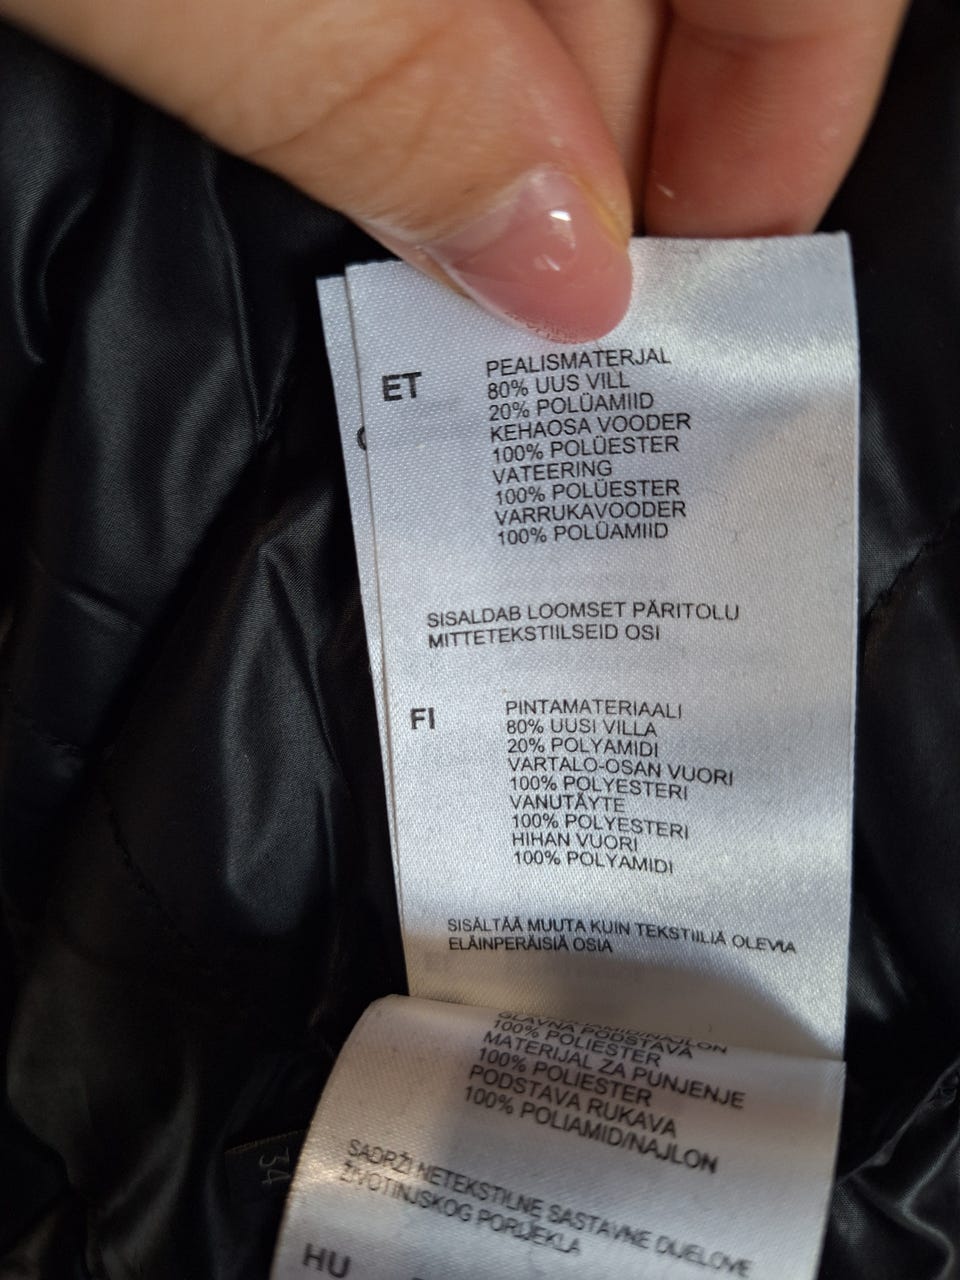 ET
PEALISMATERJAL
80% UUS VILL
20% POLÜAMIID
KEHAOSA VOODER
100% POLÜESTER
VATEERING
100% POLÜESTER
VARRUKAVOODER
100% POLÜAMIID
SISALDAB LOOMSET PÄRITOLU
MITTETEKSTIILSEID OSI
FI
PINTAMATERIAALI
80% UUSI VILLA
20% POLYAMIDI
VARTALO-OSAN VUORI
100% POLYESTERI
VANUTÄYTE
100% POLYESTERI
HIHAN VUORI
100% POLYAMIDI
SISÄLTÄÄ MUUTA KUIN TEKSTIILIÄ OLEVIA
ELÄINPERÄISIÄ OSIA
GLAVNA PODSTAVA
100% POLIESTER
MATERIJAL ZA PUNJENJE
100% POLIESTER
PODSTAVA RUKAVA
100% POLIAMID/NAJLON
SADRŽI NETEKSTILNE SASTAVNE DIJELOVE
ŽIVOTINJSKOG PORIJEKLA
HU
34